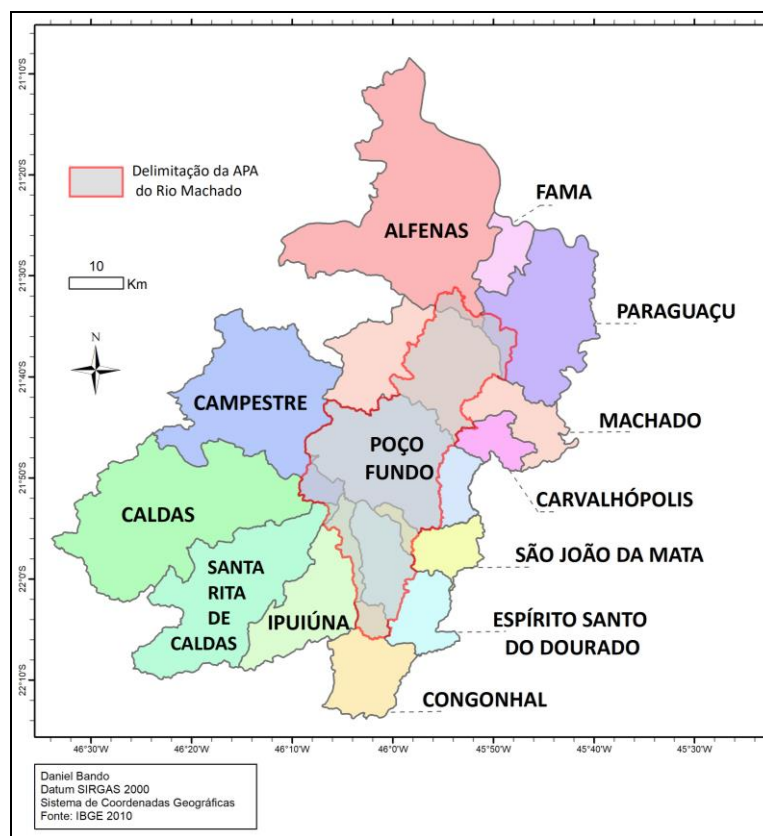 21°10'S
21°20'S
21°30'S
21°40'S
21°50'S
22°0'S
22°10'S
Delimitação da APA
do Rio Machado
10
Km
N
ALFENAS
FAMA
PARAGUAÇU
CAMPESTRE
MACHADO
POÇO
FUNDO
CARVALHÓPOLIS
CALDAS
SÃO JOÃO DA MATA
SANTA
RITA
DE
CALDAS
IPUIÚNA
ESPÍRITO SANTO
DO DOURADO
CONGONHAL
46°30'W
46°20'W
46°10'W
46°0'W
45°50'W
45°40'W
45°30'W
Daniel Bando
Datum SIRGAS 2000
Sistema de Coordenadas Geográficas
Fonte: IBGE 2010